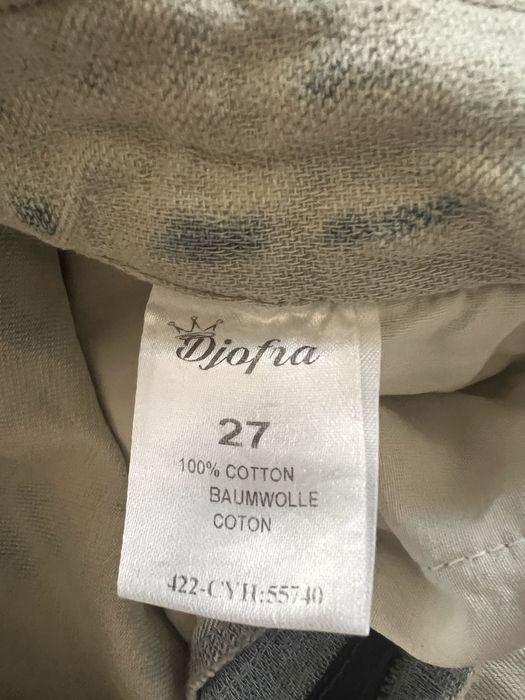 Djofra
27
100% COTTON
BAUMWOLLE
COTON
422-CYH:55740